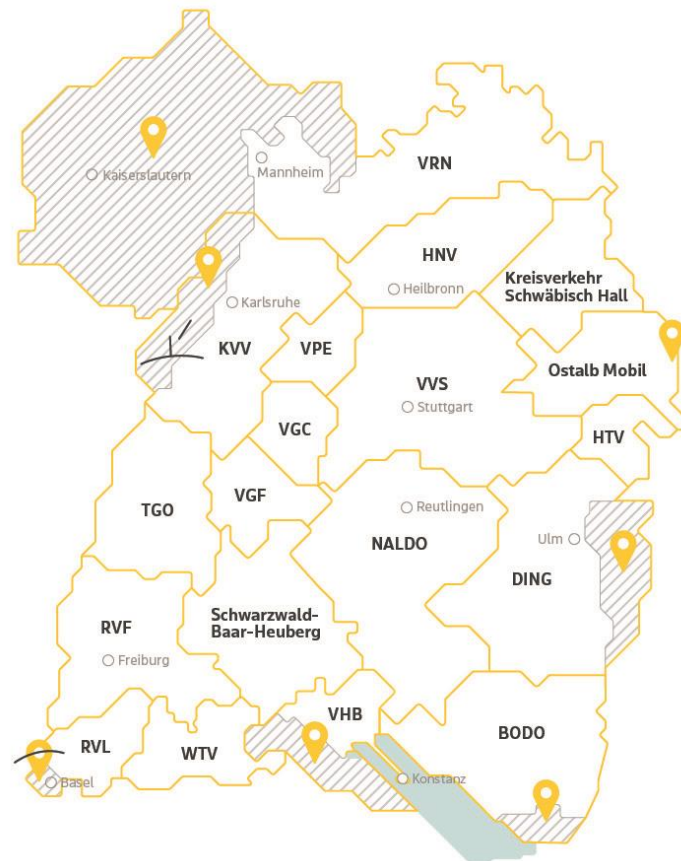 VRN
Mannheim
Kaiserslautern
HNV
Kreisverkehr
Schwäbisch Hall
Heilbronn
Karlsruhe
KVV
VPE
Ostalb Mobil
VVS
Stuttgart
VGC
HTV
VGF
TGO
Reutlingen
NALDO
Ulm
DING
Schwarzwald-
Baar-Heuberg
RVF
Freiburg
VHB
BODO
RVL
WTV
Basel
Konstanz